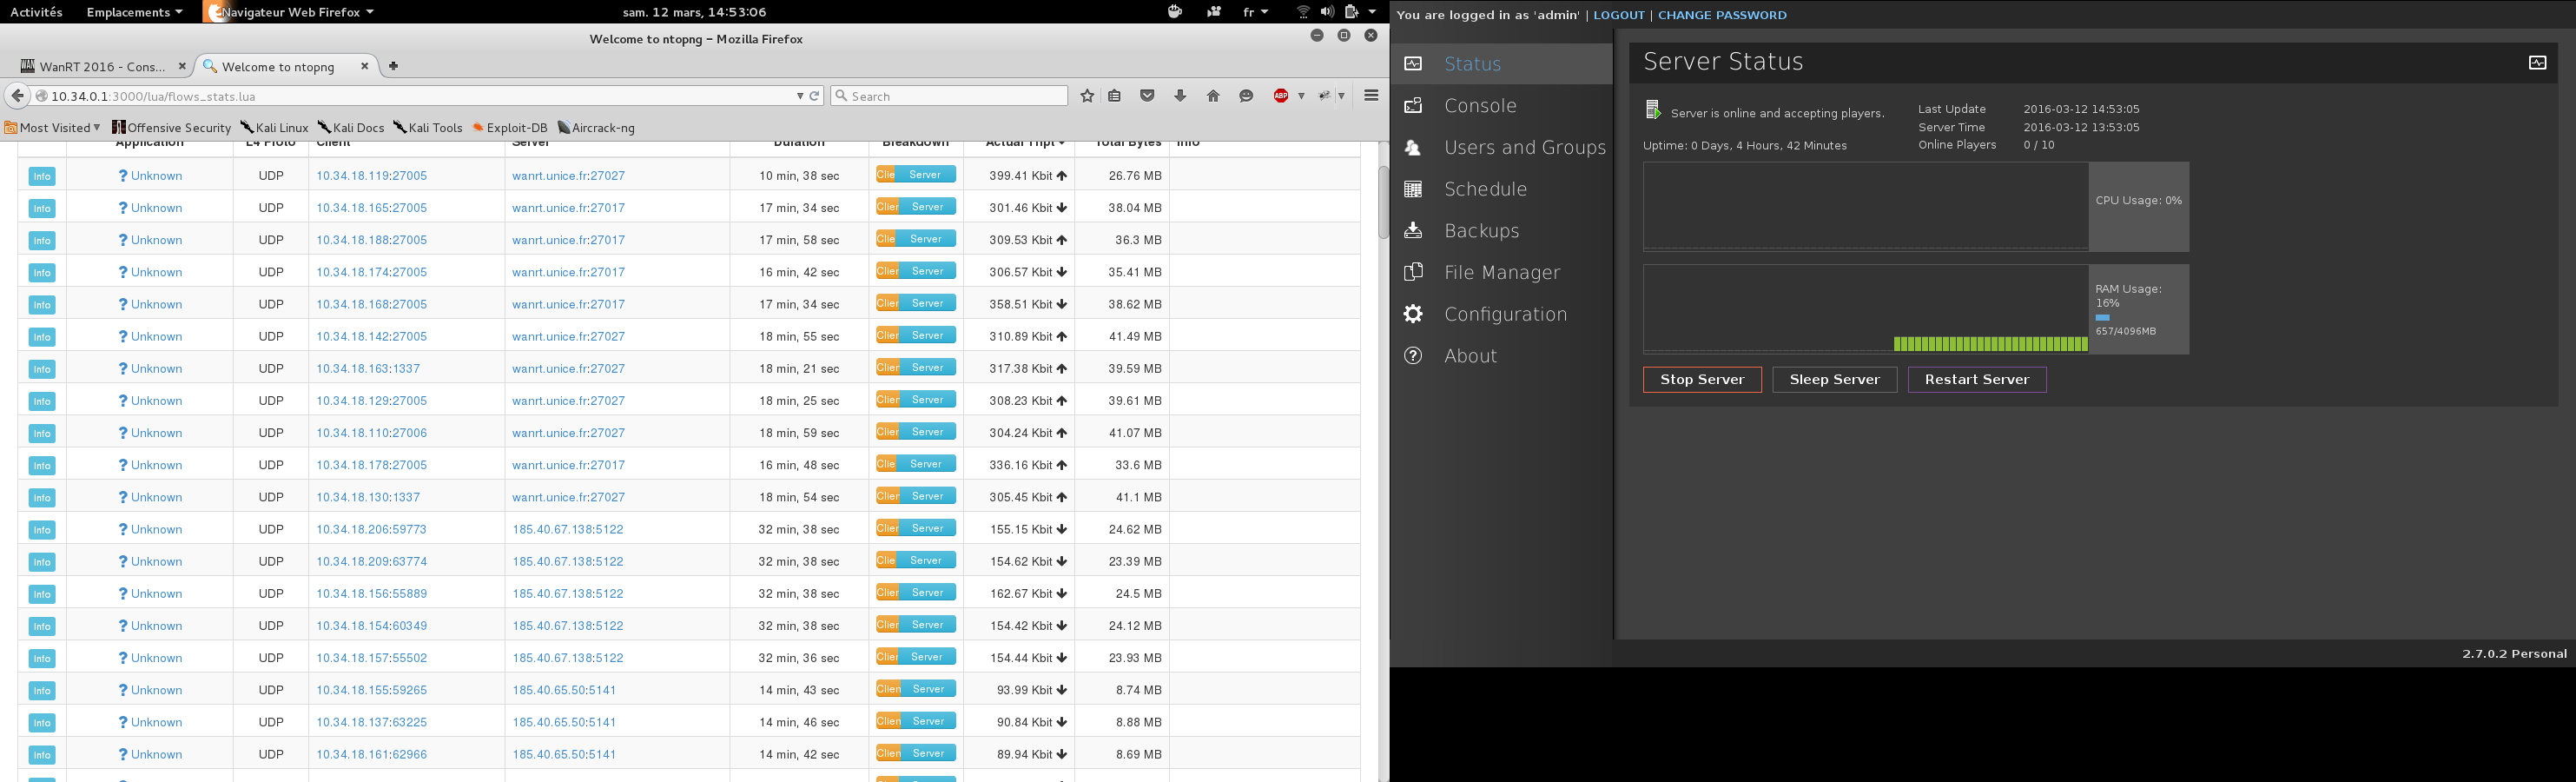 Activités Emplacements Navigateur Web Firefox sam. 12 mars, 14:53:06 fr
Welcome to ntopng – Mozilla Firefox
WanRT 2016 - Cons... Welcome to ntopng
10.34.0.1:3000/lua/flows_stats.lua Search ABP
Most Visited Offensive Security Kali Linux Kali Docs Kali Tools Exploit-DB Aircrack-ng
Application L4 Proto Client Server Duration Breakdown Actual Thpt Total Bytes Info
Info ? Unknown UDP 10.34.18.119:27005 wanrt.unice.fr:27027 10 min, 38 sec Clie Server 399.41 Kbit 26.76 MB
Info ? Unknown UDP 10.34.18.165:27005 wanrt.unice.fr:27017 17 min, 34 sec Clier Server 301.46 Kbit 38.04 MB
Info ? Unknown UDP 10.34.18.188:27005 wanrt.unice.fr:27017 17 min, 58 sec Clie Server 309.53 Kbit 36.3 MB
Info ? Unknown UDP 10.34.18.174:27005 wanrt.unice.fr:27017 16 min, 42 sec Clier Server 306.57 Kbit 35.41 MB
Info ? Unknown UDP 10.34.18.168:27005 wanrt.unice.fr:27017 17 min, 34 sec Clier Server 358.51 Kbit 38.62 MB
Info ? Unknown UDP 10.34.18.142:27005 wanrt.unice.fr:27027 18 min, 55 sec Clier Server 310.89 Kbit 41.49 MB
Info ? Unknown UDP 10.34.18.163:1337 wanrt.unice.fr:27027 18 min, 21 sec Clier Server 317.38 Kbit 39.59 MB
Info ? Unknown UDP 10.34.18.129:27005 wanrt.unice.fr:27027 18 min, 25 sec Clier Server 308.23 Kbit 39.61 MB
Info ? Unknown UDP 10.34.18.110:27006 wanrt.unice.fr:27027 18 min, 59 sec Clier Server 304.24 Kbit 41.07 MB
Info ? Unknown UDP 10.34.18.178:27005 wanrt.unice.fr:27017 16 min, 48 sec Clie Server 336.16 Kbit 33.6 MB
Info ? Unknown UDP 10.34.18.130:1337 wanrt.unice.fr:27027 18 min, 54 sec Clier Server 305.45 Kbit 41.1 MB
Info ? Unknown UDP 10.34.18.206:59773 185.40.67.138:5122 32 min, 38 sec Clier Server 155.15 Kbit 24.62 MB
Info ? Unknown UDP 10.34.18.209:63774 185.40.67.138:5122 32 min, 38 sec Clie Server 154.62 Kbit 23.39 MB
Info ? Unknown UDP 10.34.18.156:55889 185.40.67.138:5122 32 min, 38 sec Clier Server 162.67 Kbit 24.5 MB
Info ? Unknown UDP 10.34.18.154:60349 185.40.67.138:5122 32 min, 38 sec Clier Server 154.42 Kbit 24.12 MB
Info ? Unknown UDP 10.34.18.157:55502 185.40.67.138:5122 32 min, 36 sec Clie Server 154.44 Kbit 23.93 MB
Info ? Unknown UDP 10.34.18.155:59265 185.40.65.50:5141 14 min, 43 sec Clien Server 93.99 Kbit 8.74 MB
Info ? Unknown UDP 10.34.18.137:63225 185.40.65.50:5141 14 min, 46 sec Clien Server 90.84 Kbit 8.88 MB
Info ? Unknown UDP 10.34.18.161:62966 185.40.65.50:5141 14 min, 42 sec Clien Server 89.94 Kbit 8.69 MB
You are logged in as 'admin' | LOGOUT | CHANGE PASSWORD
Status
Console
Users and Groups
Schedule
Backups
File Manager
Configuration
About
Server Status
Server is online and accepting players.
Uptime: 0 Days, 4 Hours, 42 Minutes
Last Update 2016-03-12 14:53:05
Server Time 2016-03-12 13:53:05
Online Players 0 / 10
CPU Usage: 0%
RAM Usage:
16%
657/4096MB
Stop Server Sleep Server Restart Server
2.7.0.2 Personal